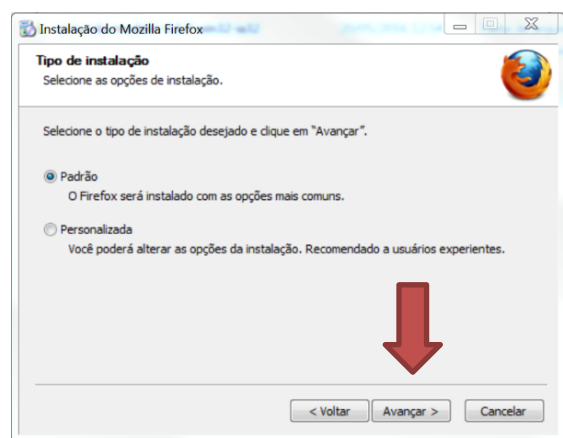 Instalação do Mozilla Firefox
Tipo de instalação
Selecione as opções de instalação.
Selecione o tipo de instalação desejado e clique em "Avançar".
Padrão
O Firefox será instalado com as opções mais comuns.
Personalizada
Você poderá alterar as opções da instalação. Recomendado a usuários experientes.
< Voltar Avançar > Cancelar